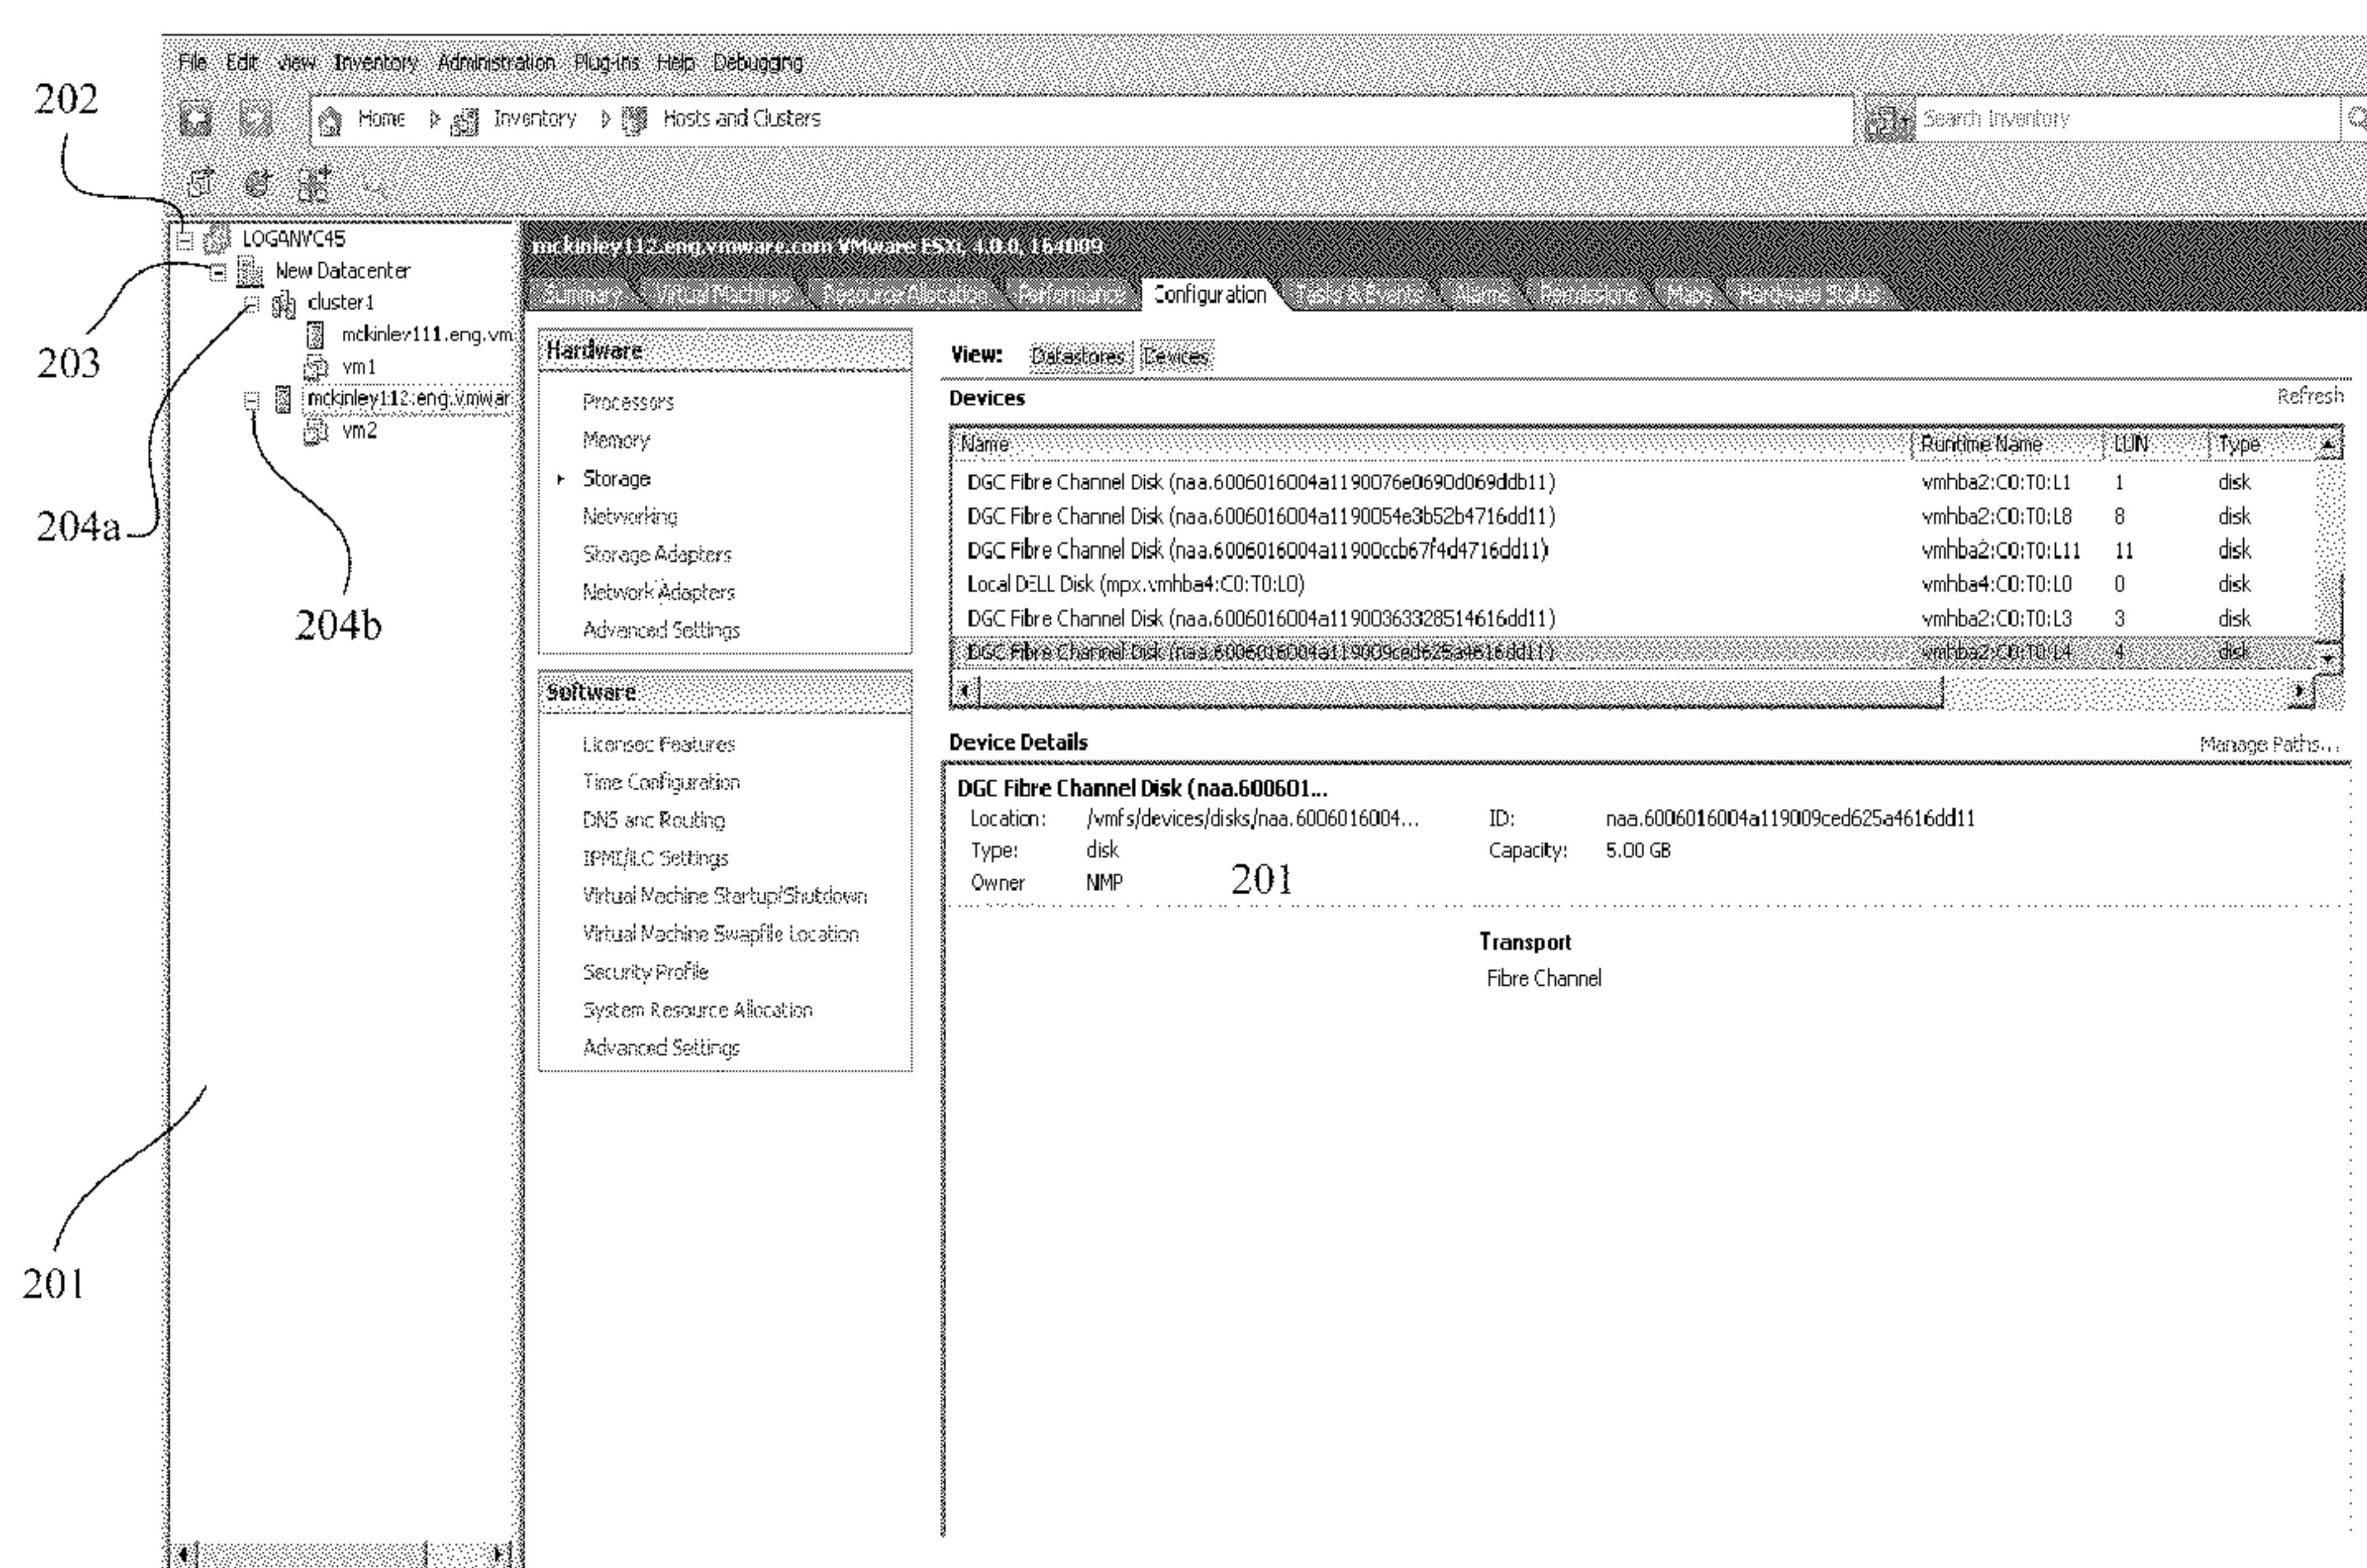 File Edit View Inventory Administration Plug-ins Help Debugging
202
Home Inventory Hosts and Clusters
Search Inventory
LOGANVC45
New Datacenter
cluster1
mckinley111.eng.vm
vm1
mckinley112.eng.vmwar
vm2
203
204a
204b
201
mckinley112.eng.vmware.com VMware ESXi, 4.0.0, 164009
Summary Virtual Machines Resource Allocation Performance Configuration Tasks & Events Alarms Permissions Maps Hardware Status
Hardware
Processors
Memory
Storage
Networking
Storage Adapters
Network Adapters
Advanced Settings
Software
Licensed Features
Time Configuration
DNS and Routing
Virtual Machine Startup/Shutdown
Virtual Machine Swapfile Location
Security Profile
System Resource Allocation
Advanced Settings
View: Datastores Devices
Devices Refresh
Name Runtime Name LUN Type
DGC Fibre Channel Disk (naa.6006016004a1190076e0690d069ddb11) vmhba2:C0:T0:L1 1 disk
DGC Fibre Channel Disk (naa.6006016004a1190054e3b52b4716dd11) vmhba2:C0:T0:L8 8 disk
DGC Fibre Channel Disk (naa.6006016004a11900ccb67f4d4716dd11) vmhba2:C0:T0:L11 11 disk
Local DELL Disk (mpx.vmhba4:C0:T0:L0) vmhba4:C0:T0:L0 0 disk
DGC Fibre Channel Disk (naa.6006016004a11900363328514616dd11) vmhba2:C0:T0:L3 3 disk
DGC Fibre Channel Disk (naa.6006016004a119009ced625a4616dd11) vmhba2:C0:T0:L4 4 disk
Device Details Manage Paths...
DGC Fibre Channel Disk (naa.600601...
Location: /vmfs/devices/disks/naa.6006016004... ID: naa.6006016004a119009ced625a4616dd11
Type: disk Capacity: 5.00 GB
Owner NMP 201
Transport
Fibre Channel